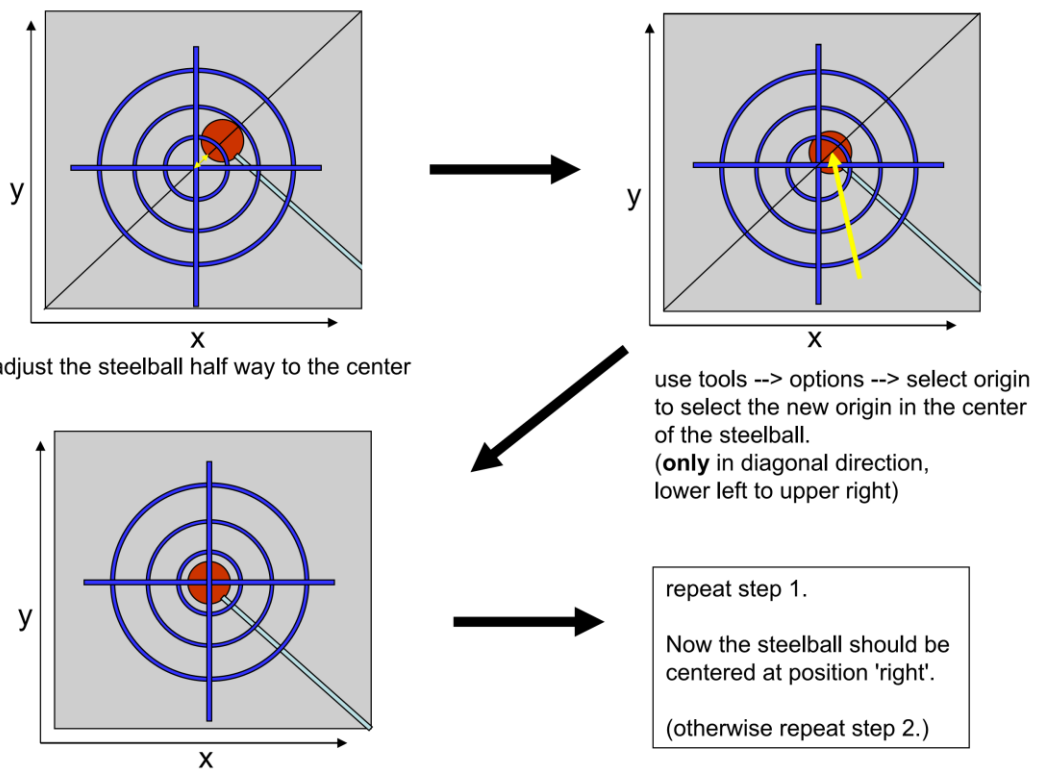 y
x
adjust the steelball half way to the center
y
x
use tools --> options --> select origin
to select the new origin in the center
of the steelball.
(only in diagonal direction,
lower left to upper right)
y
x
repeat step 1.
Now the steelball should be
centered at position 'right'.
(otherwise repeat step 2.)